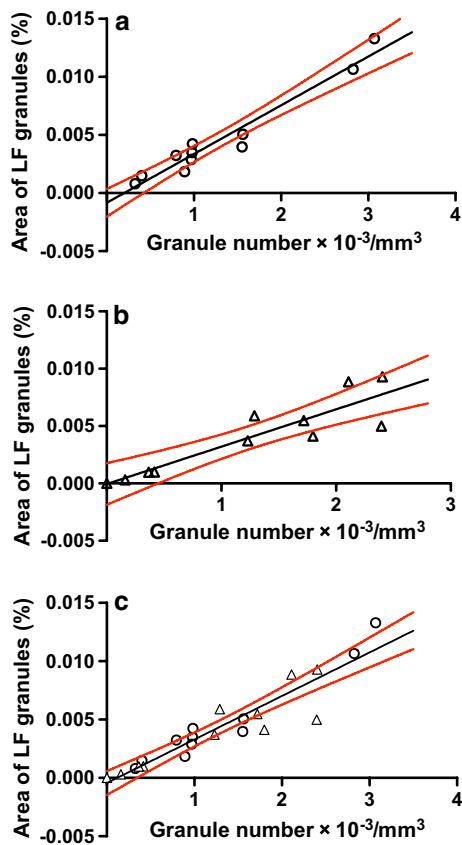 a
Area of LF granules (%)
0.015
0.010
0.005
0.000
-0.005
1 2 3 4
Granule number × 10⁻³/mm³
b
Area of LF granules (%)
0.015
0.010
0.005
0.000
-0.005
1 2 3
Granule number × 10⁻³/mm³
c
Area of LF granules (%)
0.015
0.010
0.005
0.000
-0.005
1 2 3 4
Granule number × 10⁻³/mm³